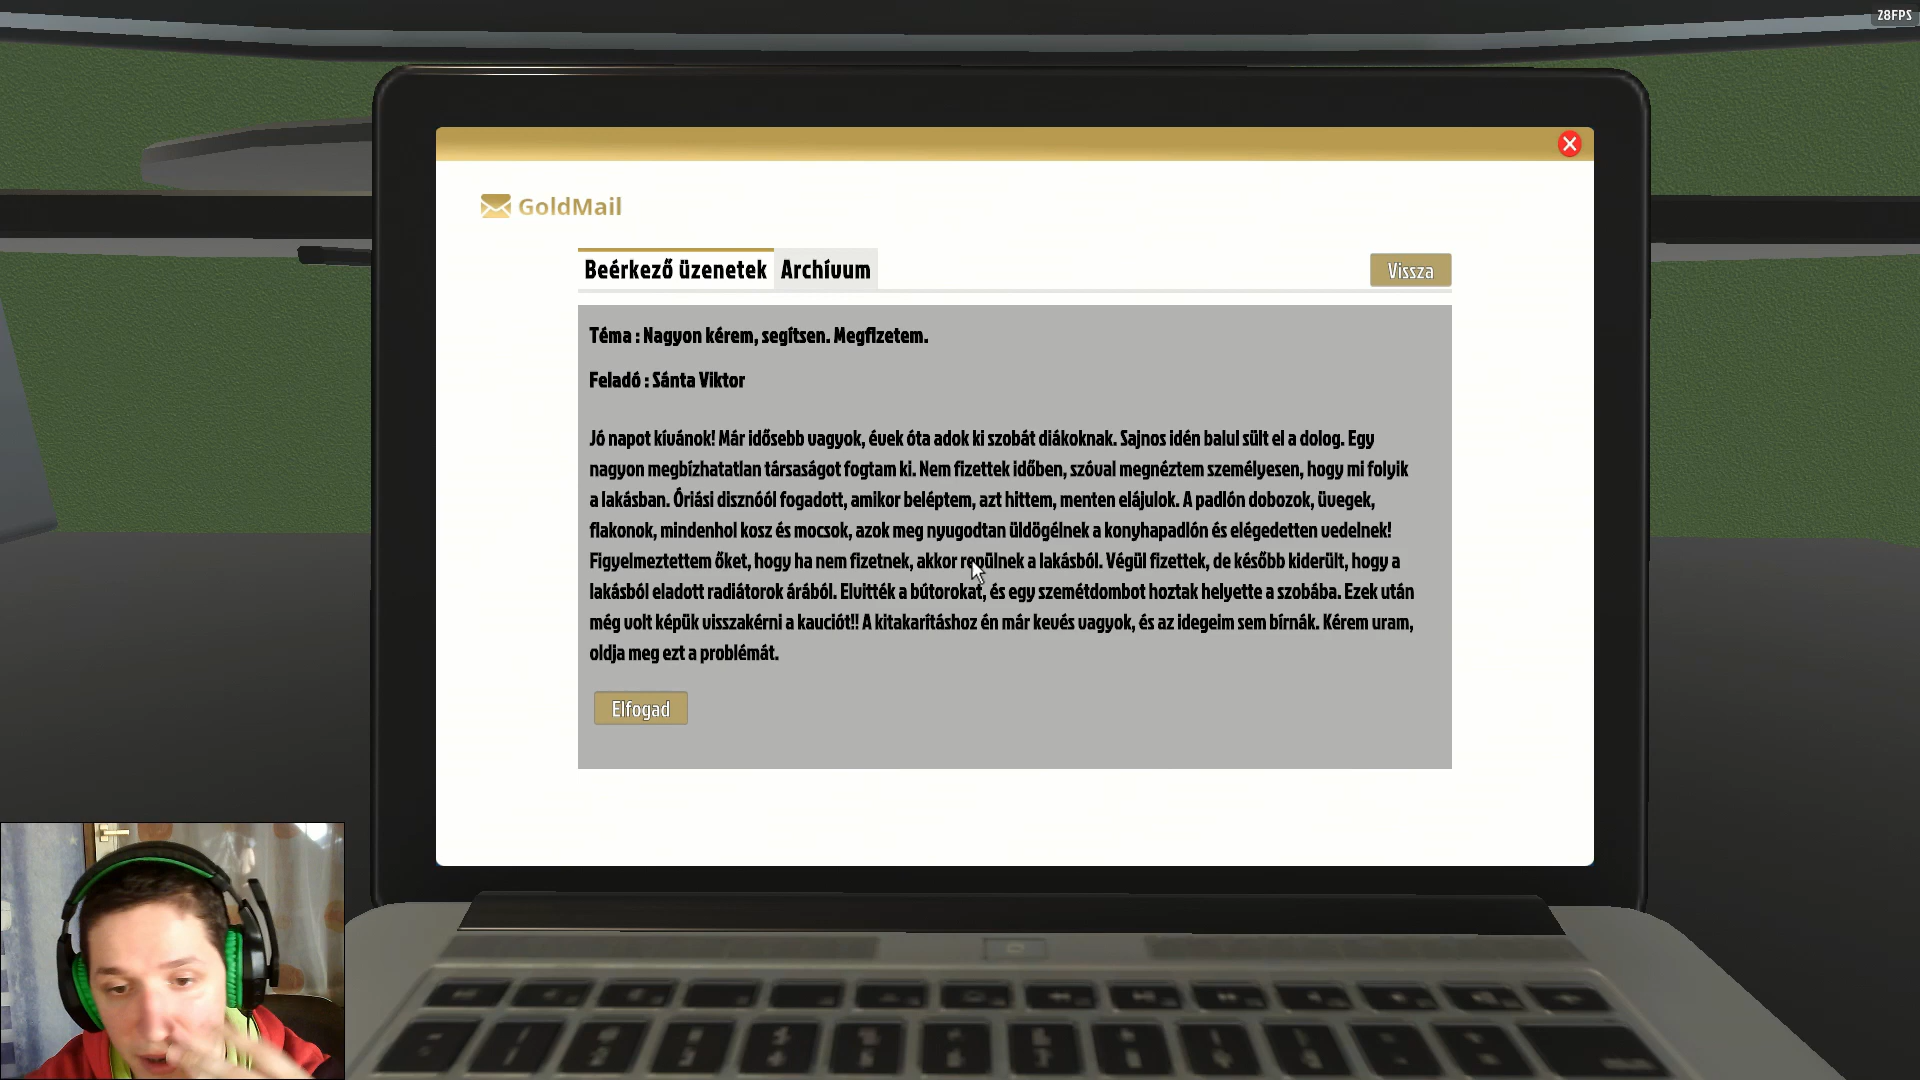 28FPS
GoldMail
Beérkező üzenetek Archívum
Vissza
Téma : Nagyon kérem, segítsen. Megfizetem.
Feladó : Sánta Viktor
Jó napot kívánok! Már idősebb vagyok, évek óta adok ki szobát diákoknak. Sajnos idén balul sült el a dolog. Egy
nagyon megbízhatatlan társaságot fogtam ki. Nem fizettek időben, szóval megnéztem személyesen, hogy mi folyik
a lakásban. Óriási disznóól fogadott, amikor beléptem, azt hittem, menten elájulok. A padlón dobozok, üvegek,
flakonok, mindenhol kosz és mocsok, azok meg nyugodtan üldögélnek a konyhapadlón és elégedetten vedelnek!
Figyelmeztettem őket, hogy ha nem fizetnek, akkor repülnek a lakásból. Végül fizettek, de később kiderült, hogy a
lakásból eladott radiátorok árából. Elvitték a bútorokat, és egy szemétdombot hoztak helyette a szobába. Ezek után
még volt képük visszakérni a kauciót!! A kitakarításhoz én már kevés vagyok, és az idegeim sem bírnák. Kérem uram,
oldja meg ezt a problémát.
Elfogad